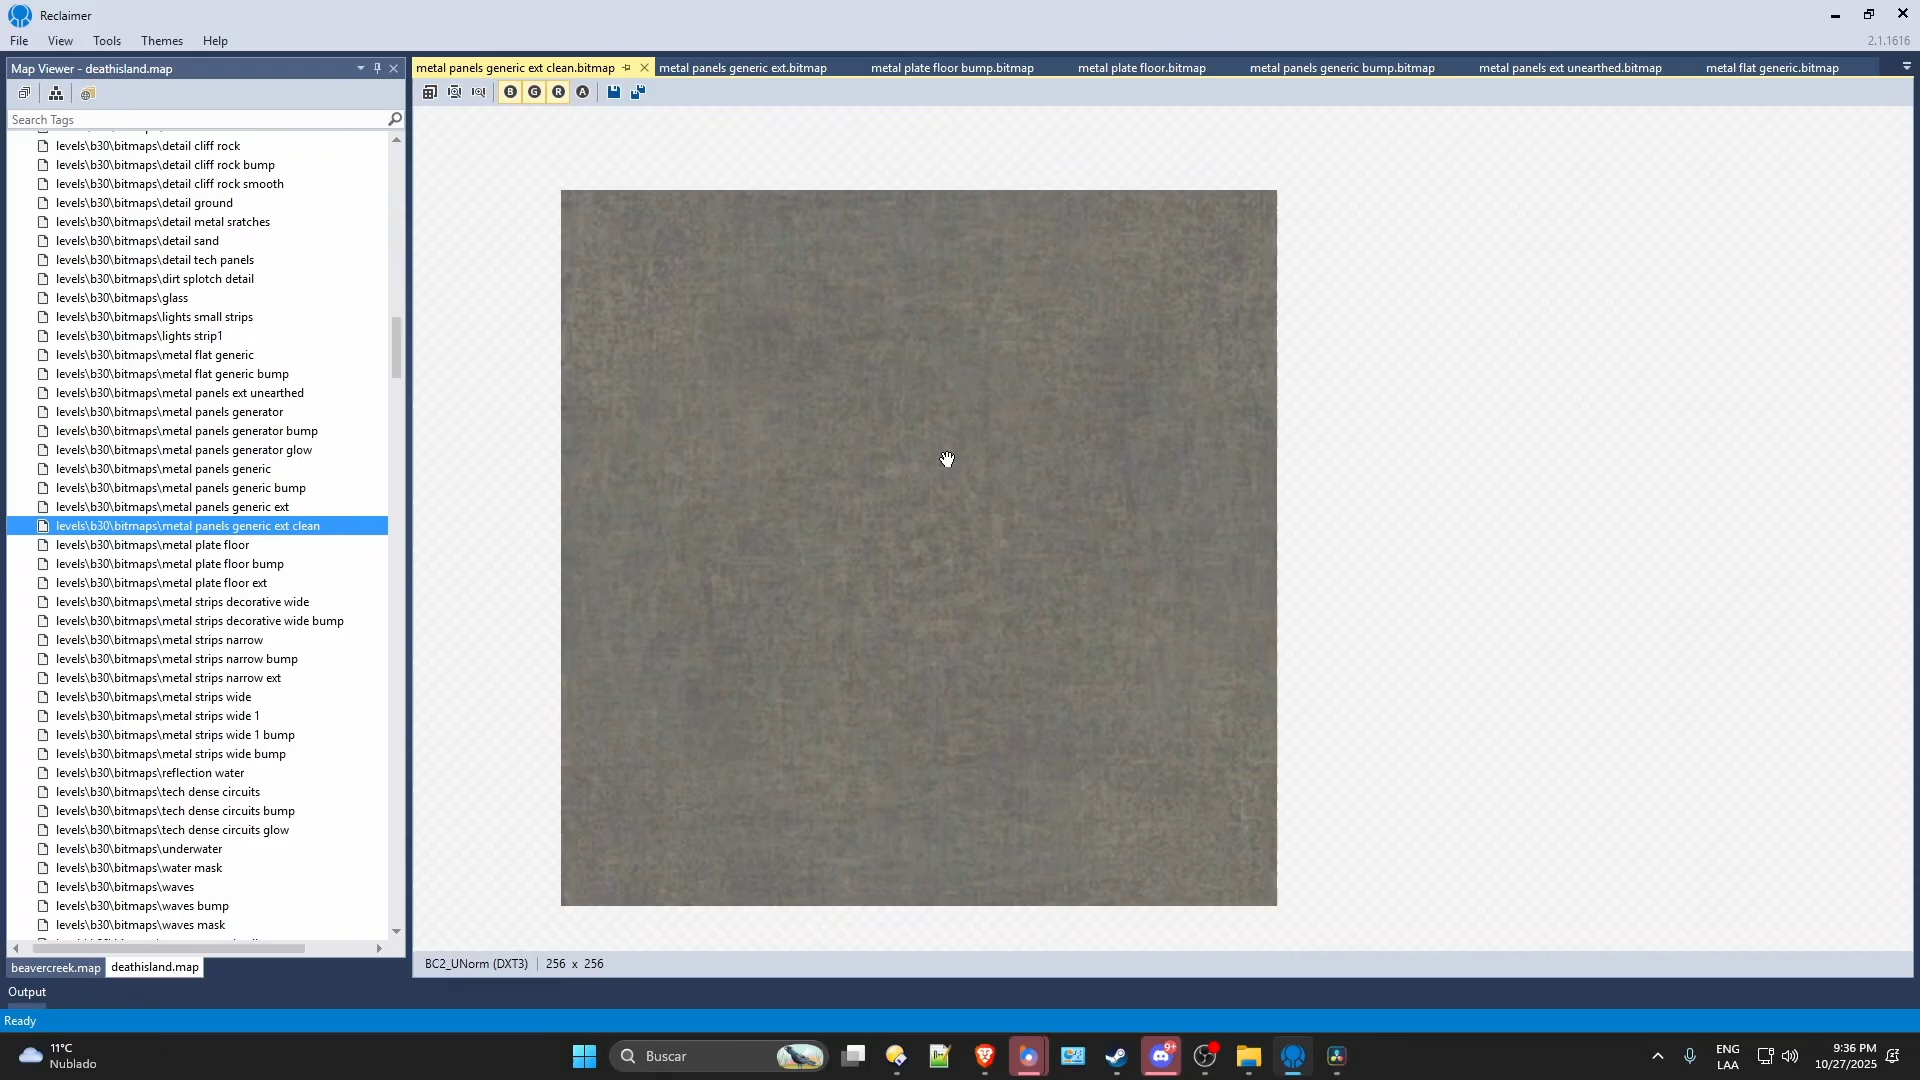 Reclaimer
File View Tools Themes Help
2.1.1616
Map Viewer - deathisland.map
metal panels generic ext clean.bitmap
metal panels generic ext.bitmap
metal plate floor bump.bitmap
metal plate floor.bitmap
metal panels generic bump.bitmap
metal panels ext unearthed.bitmap
metal flat generic.bitmap
B G R A
Search Tags
levels\b30\bitmaps\detail cliff rock
levels\b30\bitmaps\detail cliff rock bump
levels\b30\bitmaps\detail cliff rock smooth
levels\b30\bitmaps\detail ground
levels\b30\bitmaps\detail metal sratches
levels\b30\bitmaps\detail sand
levels\b30\bitmaps\detail tech panels
levels\b30\bitmaps\dirt splotch detail
levels\b30\bitmaps\glass
levels\b30\bitmaps\lights small strips
levels\b30\bitmaps\lights strip1
levels\b30\bitmaps\metal flat generic
levels\b30\bitmaps\metal flat generic bump
levels\b30\bitmaps\metal panels ext unearthed
levels\b30\bitmaps\metal panels generator
levels\b30\bitmaps\metal panels generator bump
levels\b30\bitmaps\metal panels generator glow
levels\b30\bitmaps\metal panels generic
levels\b30\bitmaps\metal panels generic bump
levels\b30\bitmaps\metal panels generic ext
levels\b30\bitmaps\metal panels generic ext clean
levels\b30\bitmaps\metal plate floor
levels\b30\bitmaps\metal plate floor bump
levels\b30\bitmaps\metal plate floor ext
levels\b30\bitmaps\metal strips decorative wide
levels\b30\bitmaps\metal strips decorative wide bump
levels\b30\bitmaps\metal strips narrow
levels\b30\bitmaps\metal strips narrow bump
levels\b30\bitmaps\metal strips narrow ext
levels\b30\bitmaps\metal strips wide
levels\b30\bitmaps\metal strips wide 1
levels\b30\bitmaps\metal strips wide 1 bump
levels\b30\bitmaps\metal strips wide bump
levels\b30\bitmaps\reflection water
levels\b30\bitmaps\tech dense circuits
levels\b30\bitmaps\tech dense circuits bump
levels\b30\bitmaps\tech dense circuits glow
levels\b30\bitmaps\underwater
levels\b30\bitmaps\water mask
levels\b30\bitmaps\waves
levels\b30\bitmaps\waves bump
levels\b30\bitmaps\waves mask
beavercreek.map deathisland.map
BC2_UNorm (DXT3) 256 x 256
Output
Ready
11°C
Nublado
Buscar
9+
ENG
LAA
9:36 PM
10/27/2025